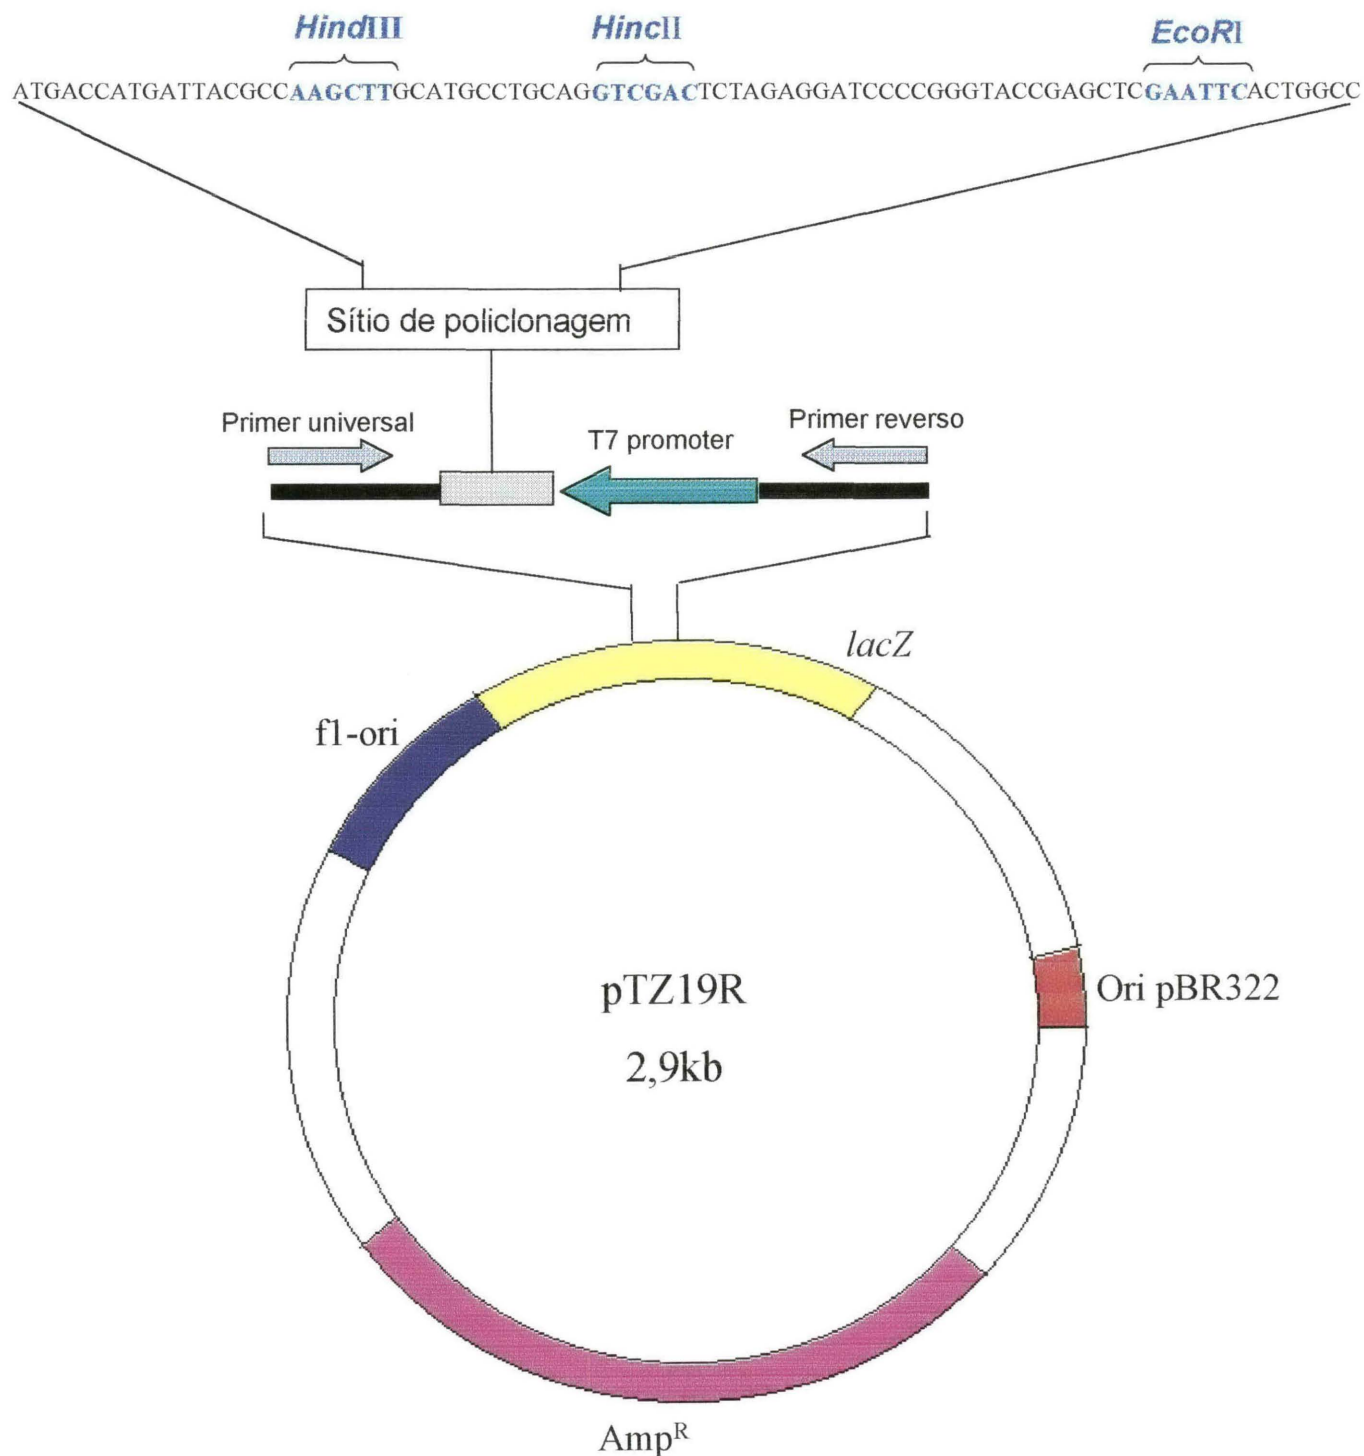 HindIII HincII EcoRI
ATGACCATGATTACGCCAAGCTTGCATGCCTGCAGGTCGACTCTAGAGGATCCCCGGGTACCGAGCTCGAATTCACTGGCC
Sítio de policlonagem
Primer universal
T7 promoter
Primer reverso
lacZ
f1-ori
pTZ19R
2,9kb
Ori pBR322
Amp^R